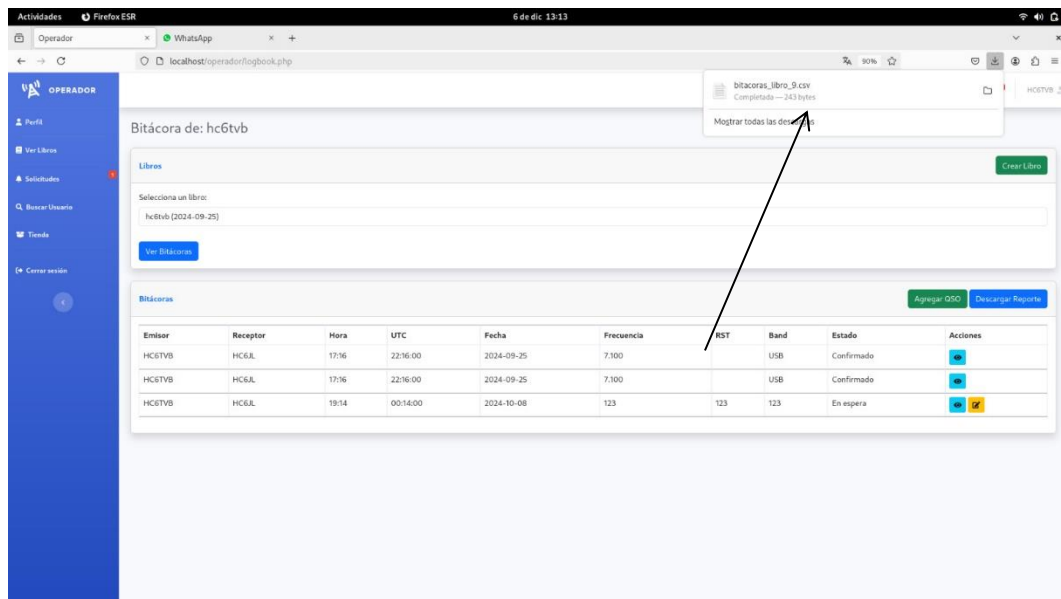 Actividades Firefox ESR 6 de dic 13:13
Operador × WhatsApp × +
localhost/operador/logbook.php 90%
OPERADOR
bitacoras_libro_9.csv
Completada — 243 bytes
HC6TVB
Mostrar todas las descargas
Perfil
Ver Libros
Solicitudes
Buscar Usuario
Tienda
Cerrar sesión
Bitácora de: hc6tvb
Libros Crear Libro
Selecciona un libro:
hc6tvb (2024-09-25)
Ver Bitácoras
Bitácoras Agregar QSO Descargar Reporte
Emisor Receptor Hora UTC Fecha Frecuencia RST Band Estado Acciones
HC6TVB HC6JL 17:16 22:16:00 2024-09-25 7.100 USB Confirmado
HC6TVB HC6JL 17:16 22:16:00 2024-09-25 7.100 USB Confirmado
HC6TVB HC6JL 19:14 00:14:00 2024-10-08 123 123 123 En espera